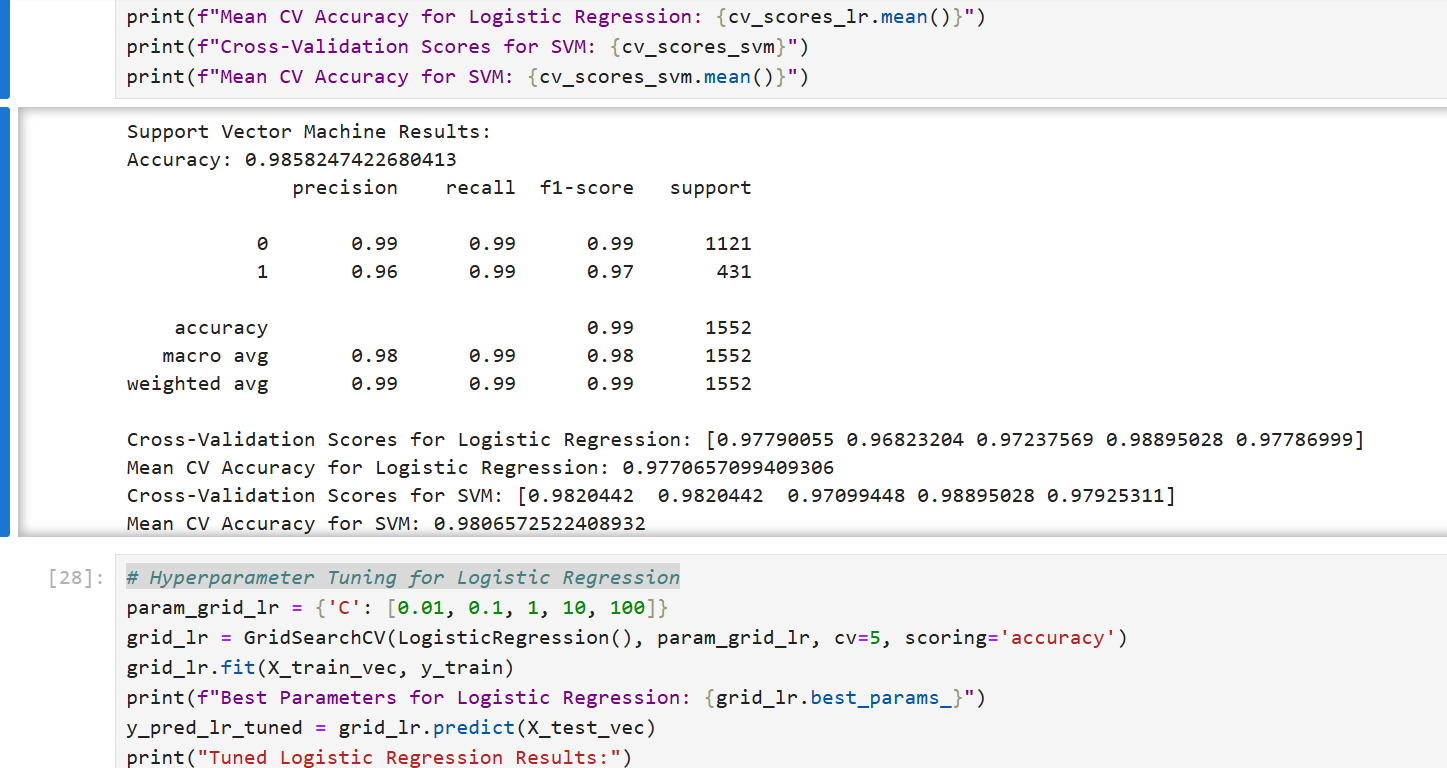 print(f"Mean CV Accuracy for Logistic Regression: {cv_scores_lr.mean()}")
print(f"Cross-Validation Scores for SVM: {cv_scores_svm}")
print(f"Mean CV Accuracy for SVM: {cv_scores_svm.mean()}")
Support Vector Machine Results:
Accuracy: 0.9858247422680413
precision    recall  f1-score   support
0       0.99      0.99      0.99      1121
1       0.96      0.99      0.97       431
accuracy                           0.99      1552
macro avg       0.98      0.99      0.98      1552
weighted avg       0.99      0.99      0.99      1552
Cross-Validation Scores for Logistic Regression: [0.97790055 0.96823204 0.97237569 0.98895028 0.97786999]
Mean CV Accuracy for Logistic Regression: 0.9770657099409306
Cross-Validation Scores for SVM: [0.9820442  0.9820442  0.97099448 0.98895028 0.97925311]
Mean CV Accuracy for SVM: 0.9806572522408932
[28]: # Hyperparameter Tuning for Logistic Regression
param_grid_lr = {'C': [0.01, 0.1, 1, 10, 100]}
grid_lr = GridSearchCV(LogisticRegression(), param_grid_lr, cv=5, scoring='accuracy')
grid_lr.fit(X_train_vec, y_train)
print(f"Best Parameters for Logistic Regression: {grid_lr.best_params_}")
y_pred_lr_tuned = grid_lr.predict(X_test_vec)
print("Tuned Logistic Regression Results:")